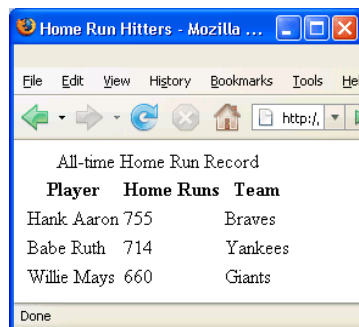 Home Run Hitters - Mozilla ...
File Edit View History Bookmarks Tools He
http:/,
All-time Home Run Record
Player Home Runs Team
Hank Aaron 755 Braves
Babe Ruth 714 Yankees
Willie Mays 660 Giants
Done